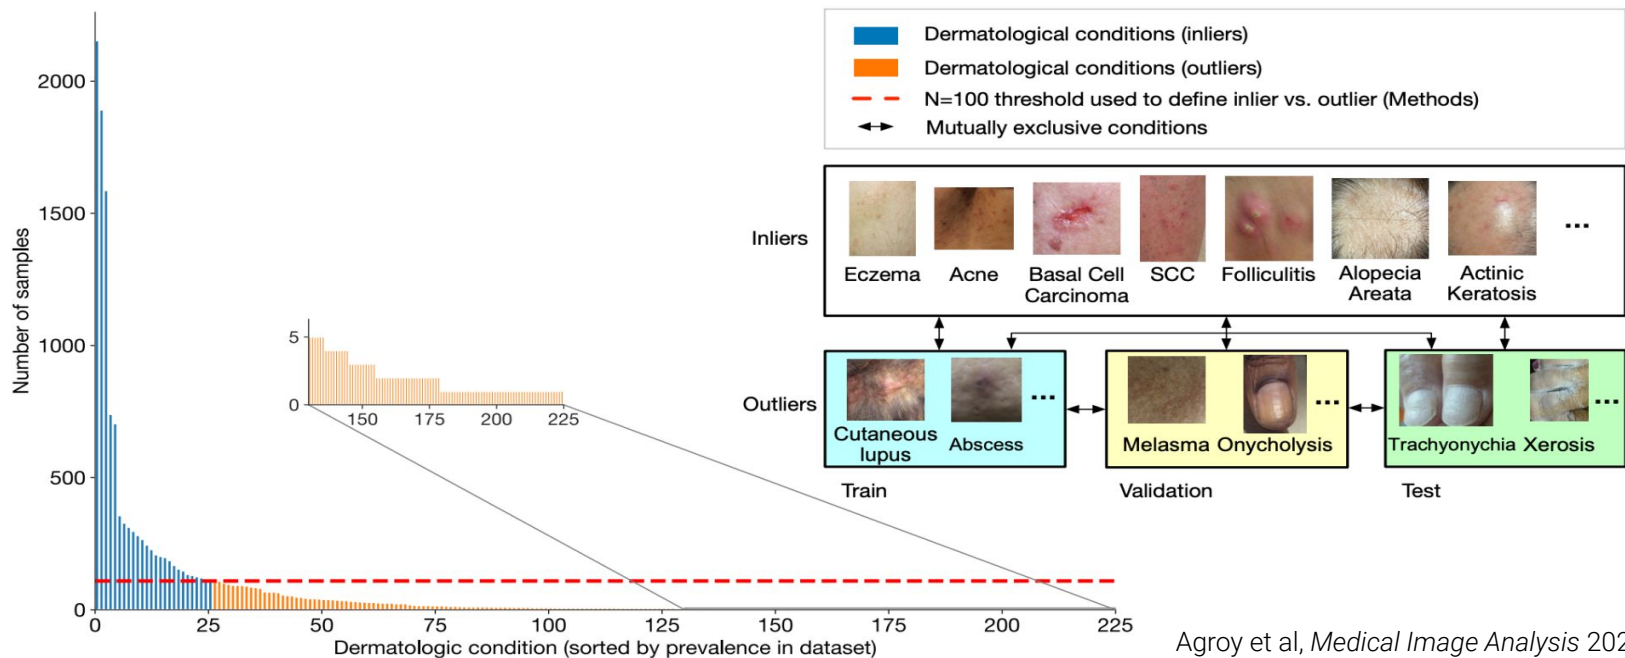 Number of samples
2000
1500
1000
500
0
0 25 50 75 100 125 150 175 200 225
Dermatologic condition (sorted by prevalence in dataset)
5
0
150 175 200 225
Dermatological conditions (inliers)
Dermatological conditions (outliers)
N=100 threshold used to define inlier vs. outlier (Methods)
Mutually exclusive conditions
Inliers
Eczema
Acne
Basal Cell
Carcinoma
SCC
Folliculitis
Alopecia
Areata
Actinic
Keratosis
...
Outliers
Cutaneous
lupus
Abscess
...
Melasma
Onycholysis
...
Trachyonychia
Xerosis
...
Train
Validation
Test
Agroy et al, Medical Image Analysis 202